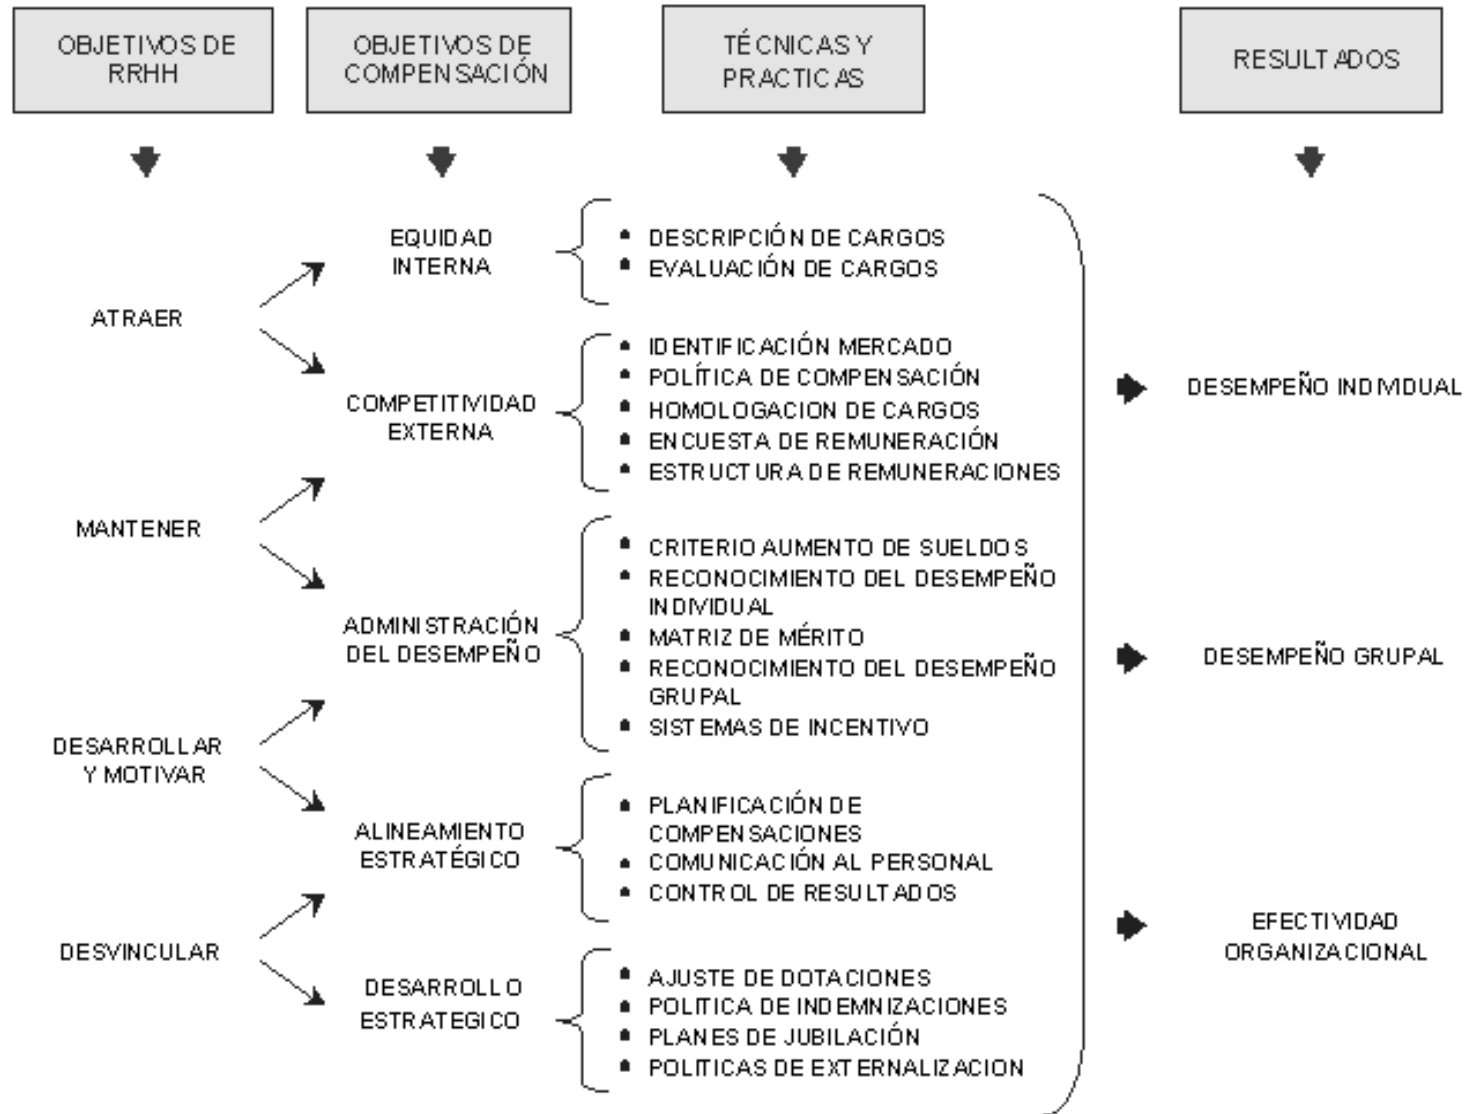 OBJETIVOS DE
RRHH
OBJETIVOS DE
COMPENSACIÓN
TÉCNICAS Y
PRACTICAS
RESULTADOS
ATRAER
MANTENER
DESARROLLAR
Y MOTIVAR
DESVINCULAR
EQUIDAD
INTERNA
COMPETITIVIDAD
EXTERNA
ADMINISTRACIÓN
DEL DESEMPEÑO
ALINEAMIENTO
ESTRATÉGICO
DESARROLLO
ESTRATEGICO
• DESCRIPCIÓN DE CARGOS
• EVALUACIÓN DE CARGOS
• IDENTIFICACIÓN MERCADO
• POLÍTICA DE COMPENSACIÓN
• HOMOLOGACION DE CARGOS
• ENCUESTA DE REMUNERACIÓN
• ESTRUCTURA DE REMUNERACIONES
• CRITERIO AUMENTO DE SUELDOS
• RECONOCIMIENTO DEL DESEMPEÑO
INDIVIDUAL
• MATRIZ DE MÉRITO
• RECONOCIMIENTO DEL DESEMPEÑO
GRUPAL
• SISTEMAS DE INCENTIVO
• PLANIFICACIÓN DE
COMPENSACIONES
• COMUNICACIÓN AL PERSONAL
• CONTROL DE RESULTADOS
• AJUSTE DE DOTACIONES
• POLITICA DE INDEMNIZACIONES
• PLANES DE JUBILACIÓN
• POLITICAS DE EXTERNALIZACION
DESEMPEÑO INDIVIDUAL
DESEMPEÑO GRUPAL
EFECTIVIDAD
ORGANIZACIONAL